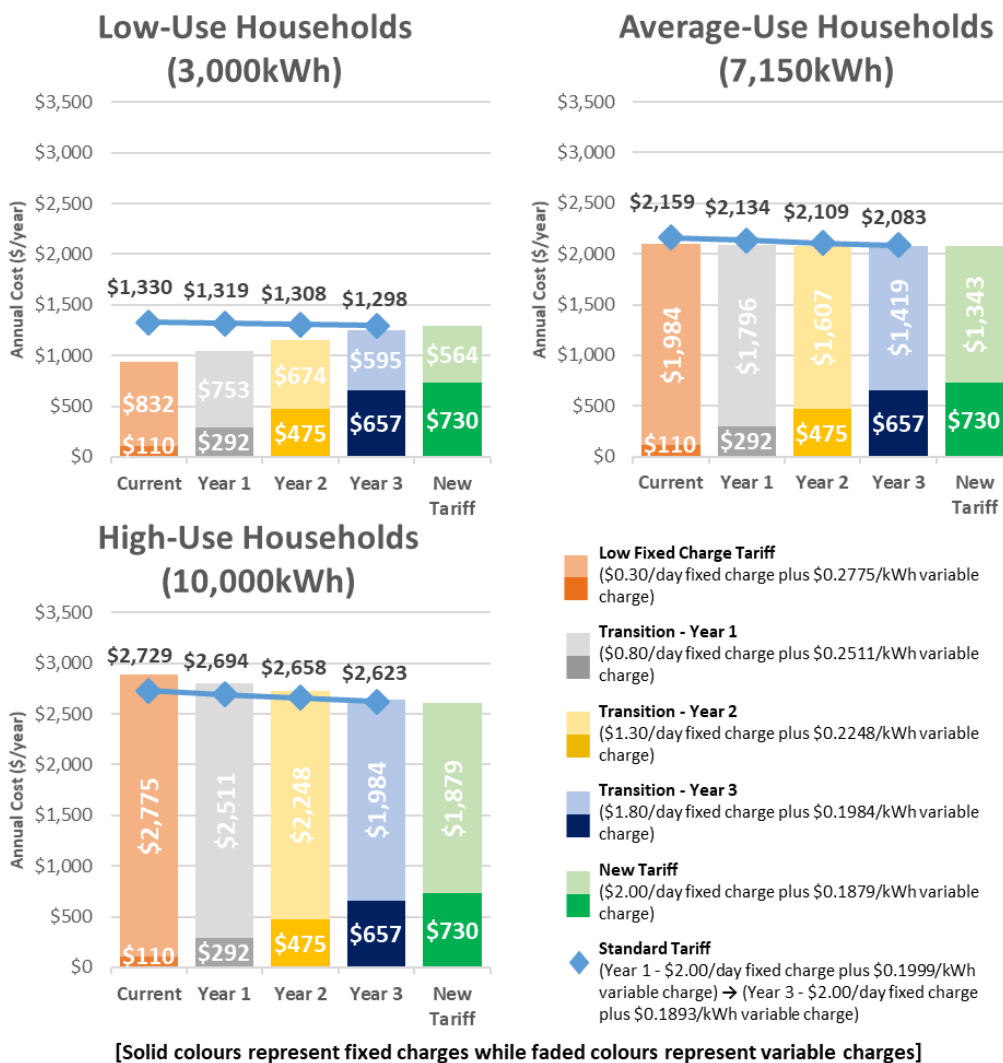 Low-Use Households
(3,000kWh)
$3,500
$3,000
$2,500
$2,000
$1,500
$1,000
$500
$0
Annual Cost ($/year)
$1,330
$1,319
$1,308
$1,298
$832
$753
$674
$595
$564
$110
$292
$475
$657
$730
Current
Year 1
Year 2
Year 3
New
Tariff
Average-Use Households
(7,150kWh)
$3,500
$3,000
$2,500
$2,000
$1,500
$1,000
$500
$0
Annual Cost ($/year)
$2,159
$2,134
$2,109
$2,083
$1,984
$1,796
$1,607
$1,419
$1,343
$110
$292
$475
$657
$730
Current
Year 1
Year 2
Year 3
New
Tariff
High-Use Households
(10,000kWh)
$3,500
$3,000
$2,500
$2,000
$1,500
$1,000
$500
$0
Annual Cost ($/year)
$2,729
$2,694
$2,658
$2,623
$2,775
$2,511
$2,248
$1,984
$1,879
$110
$292
$475
$657
$730
Current
Year 1
Year 2
Year 3
New
Tariff
Low Fixed Charge Tariff
($0.30/day fixed charge plus $0.2775/kWh variable
charge)
Transition - Year 1
($0.80/day fixed charge plus $0.2511/kWh variable
charge)
Transition - Year 2
($1.30/day fixed charge plus $0.2248/kWh variable
charge)
Transition - Year 3
($1.80/day fixed charge plus $0.1984/kWh variable
charge)
New Tariff
($2.00/day fixed charge plus $0.1879/kWh variable
charge)
Standard Tariff
(Year 1 - $2.00/day fixed charge plus $0.1999/kWh
variable charge) → (Year 3 - $2.00/day fixed charge
plus $0.1893/kWh variable charge)
[Solid colours represent fixed charges while faded colours represent variable charges]